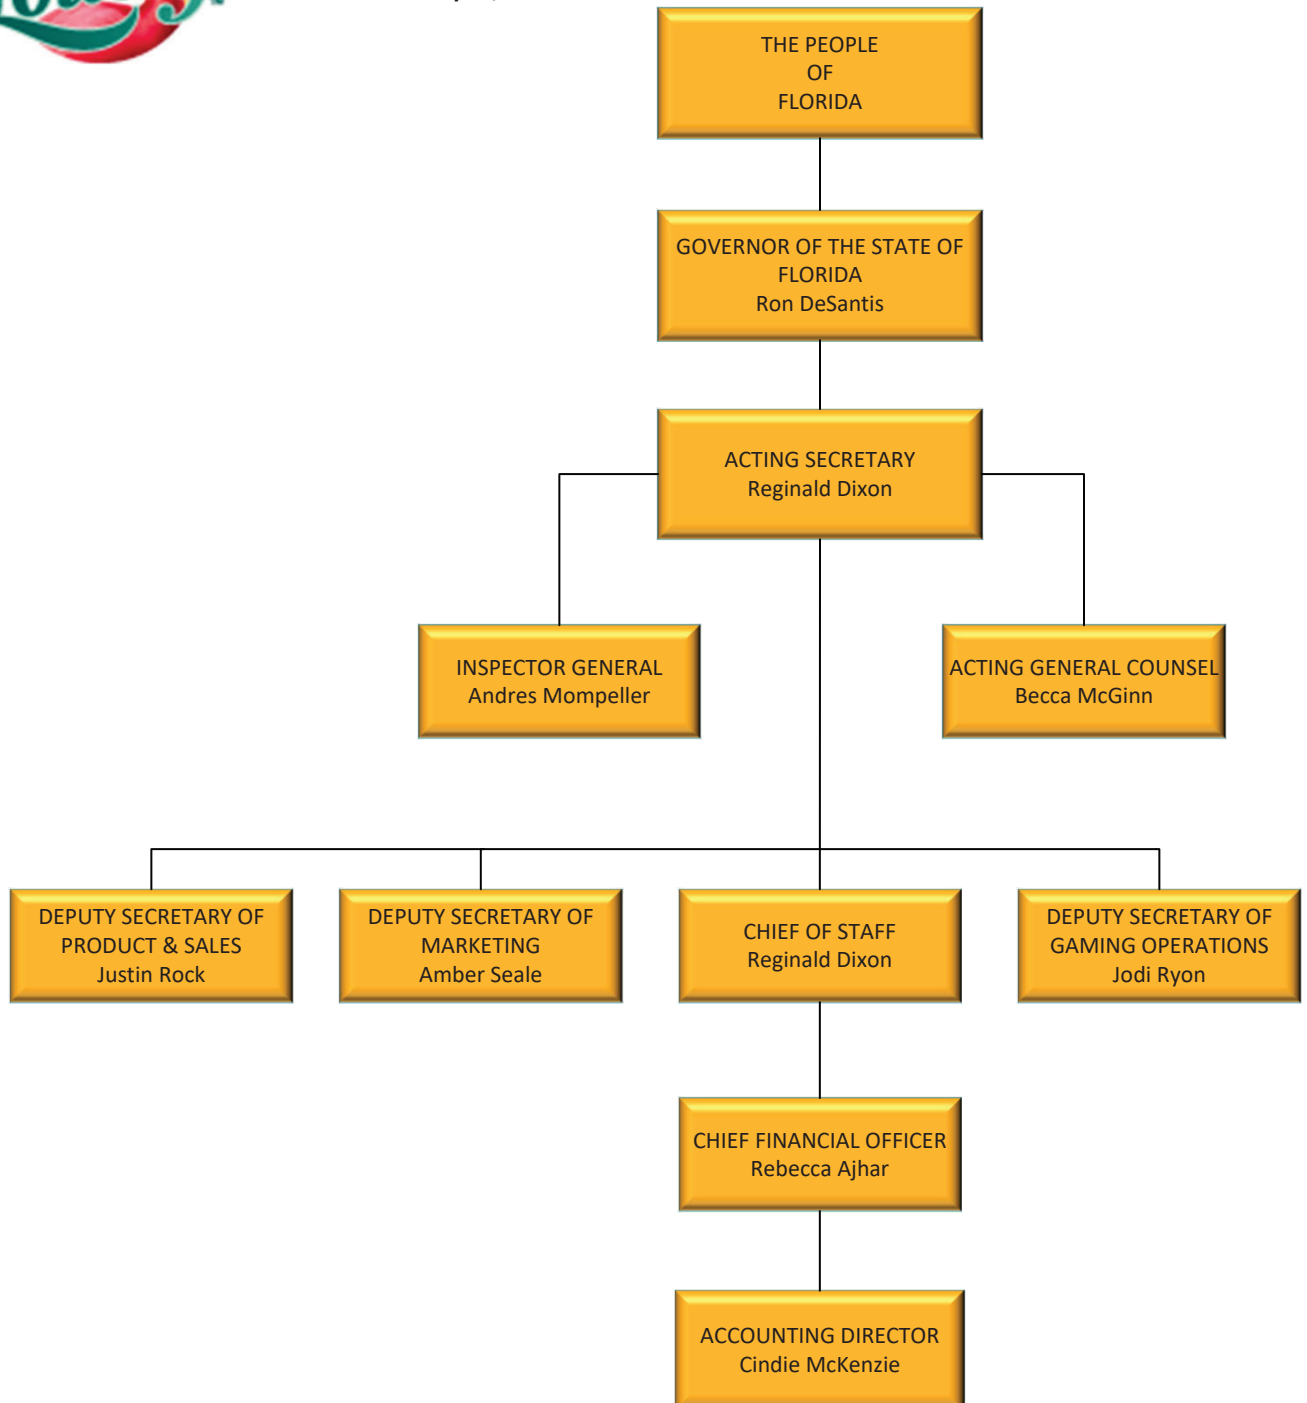 THE PEOPLE
OF
FLORIDA
GOVERNOR OF THE STATE OF
FLORIDA
Ron DeSantis
ACTING SECRETARY
Reginald Dixon
INSPECTOR GENERAL
Andres Mompeller
ACTING GENERAL COUNSEL
Becca McGinn
DEPUTY SECRETARY OF
PRODUCT & SALES
Justin Rock
DEPUTY SECRETARY OF
MARKETING
Amber Seale
CHIEF OF STAFF
Reginald Dixon
DEPUTY SECRETARY OF
GAMING OPERATIONS
Jodi Ryon
CHIEF FINANCIAL OFFICER
Rebecca Ajhar
ACCOUNTING DIRECTOR
Cindie McKenzie